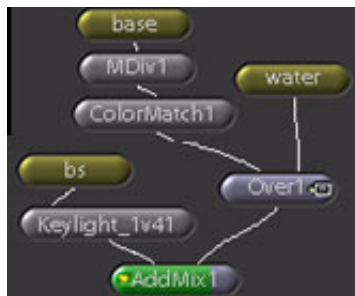 base
MDiv1
water
ColorMatch1
bs
Over1
Keylight_1v41
AddMix1